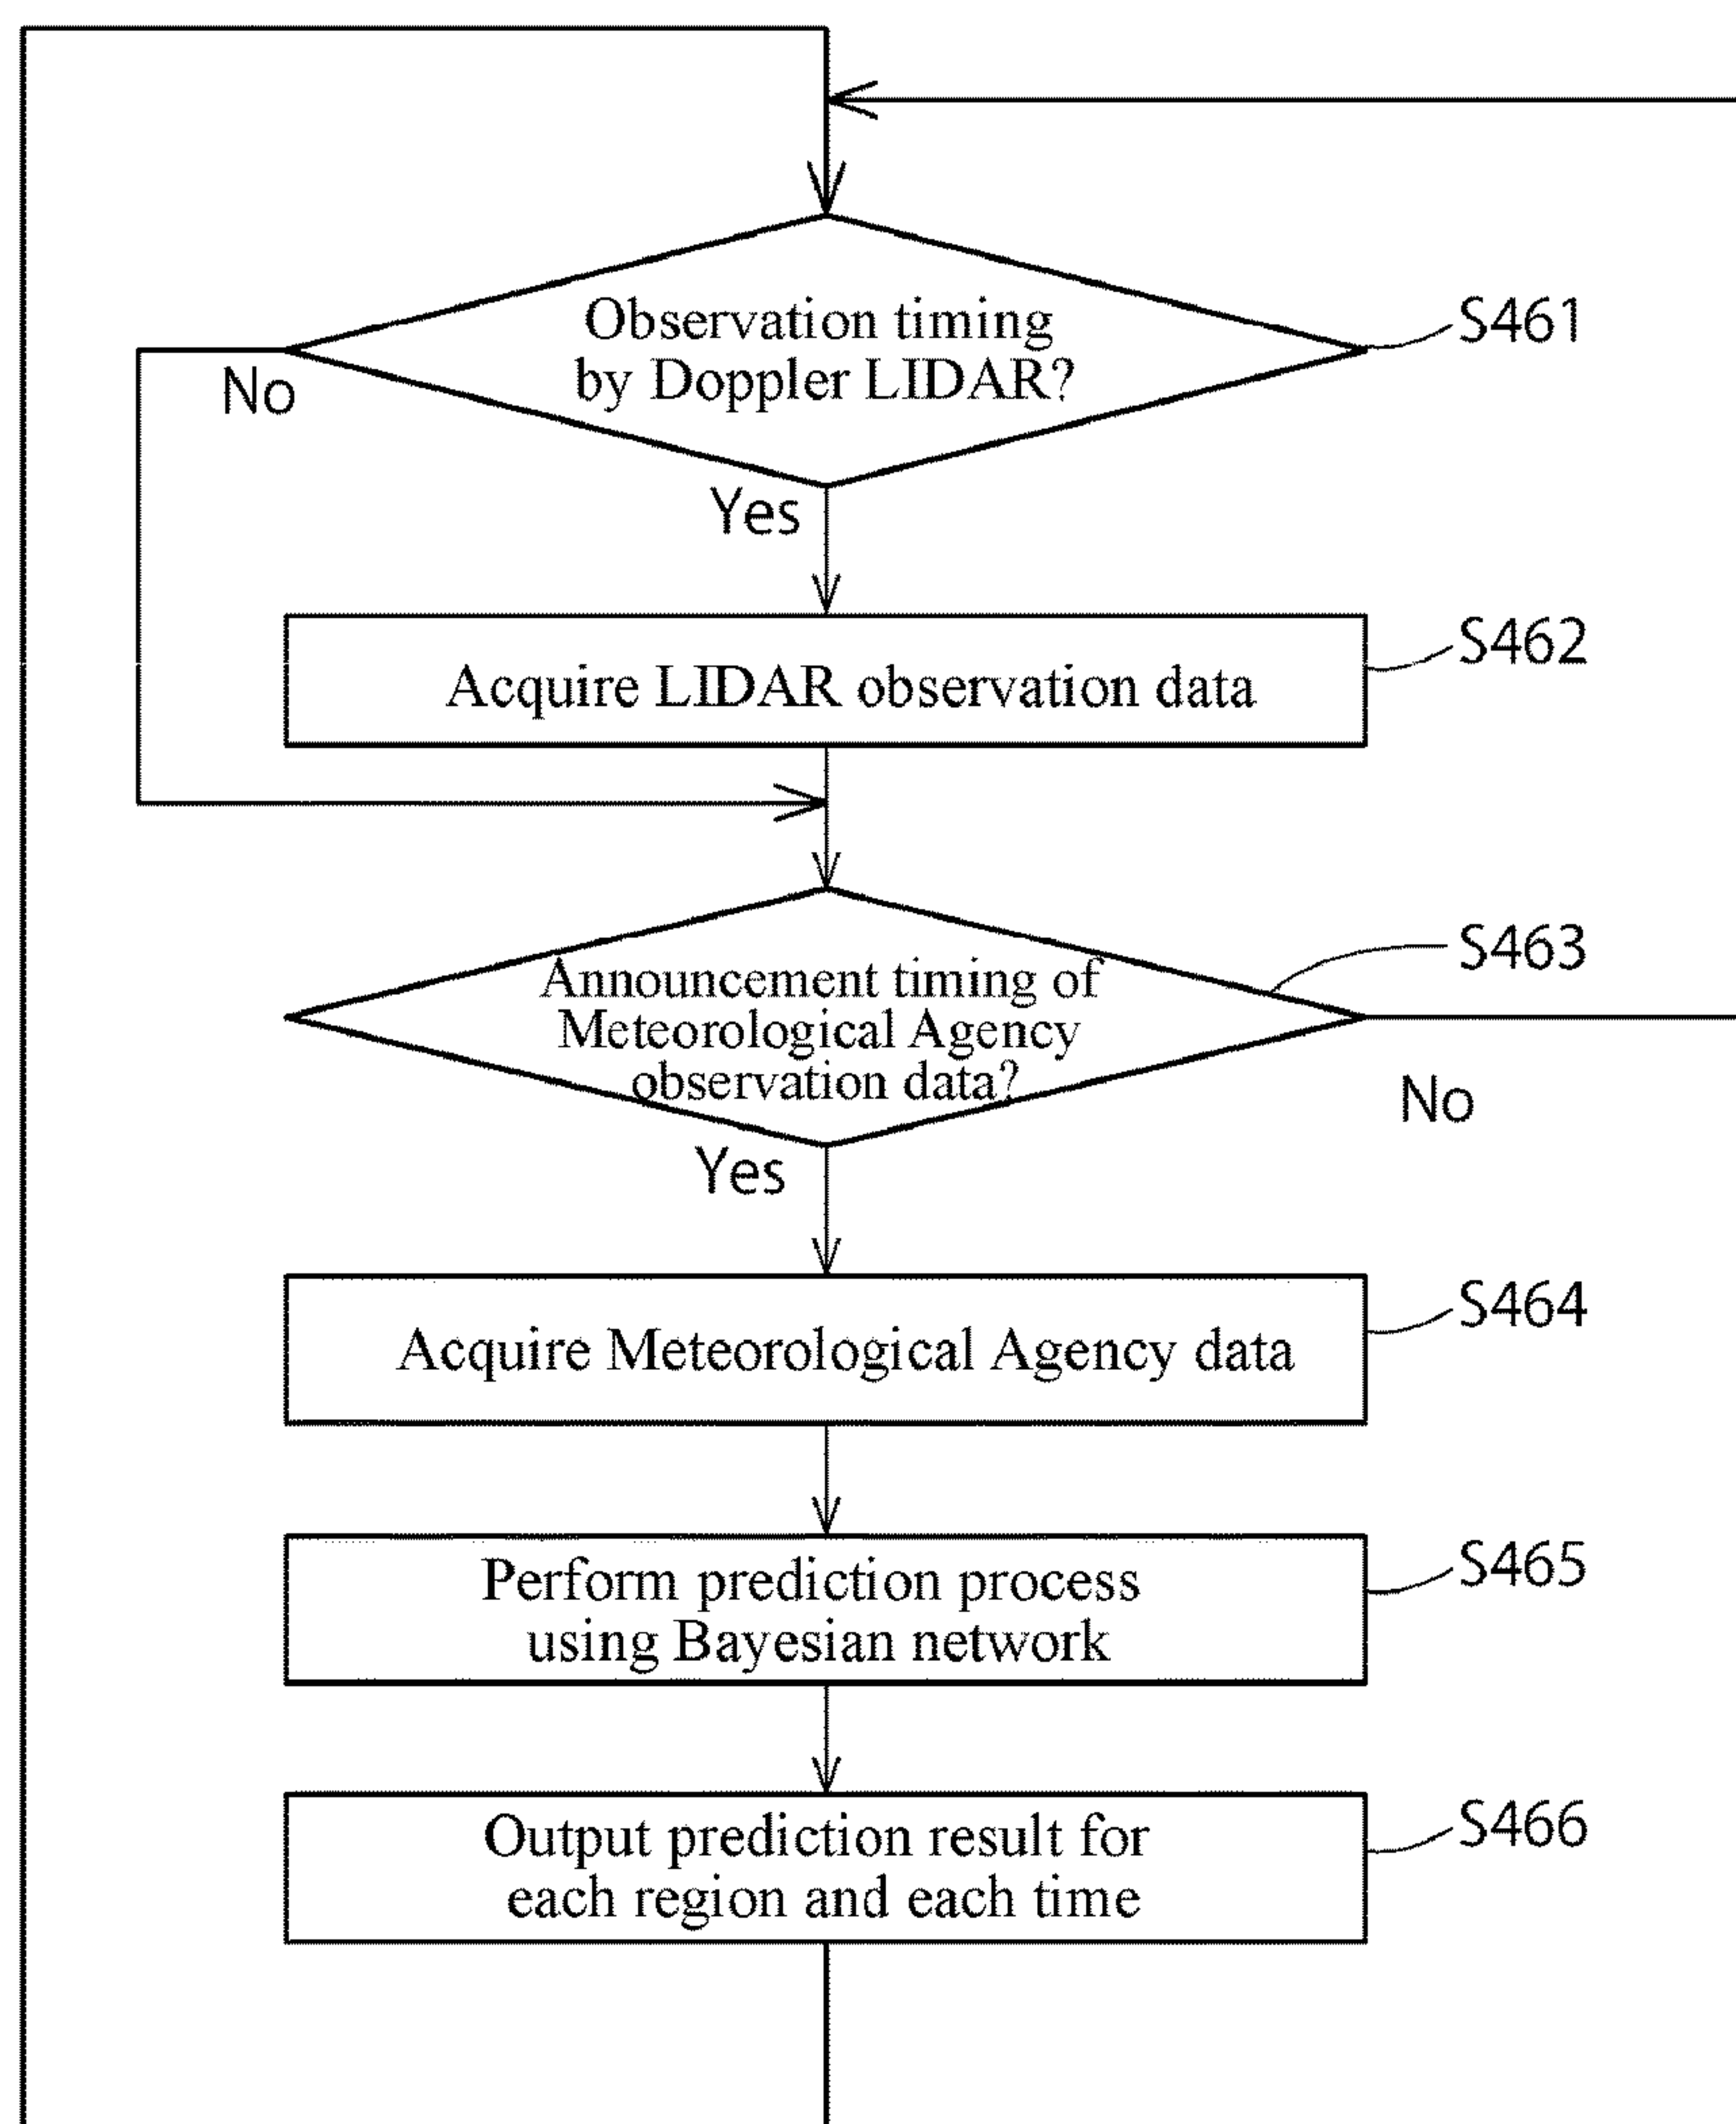 Observation timing
by Doppler LIDAR?
S461
No
Yes
Acquire LIDAR observation data
S462
Announcement timing of
Meteorological Agency
observation data?
S463
No
Yes
Acquire Meteorological Agency data
S464
Perform prediction process
using Bayesian network
S465
Output prediction result for
each region and each time
S466